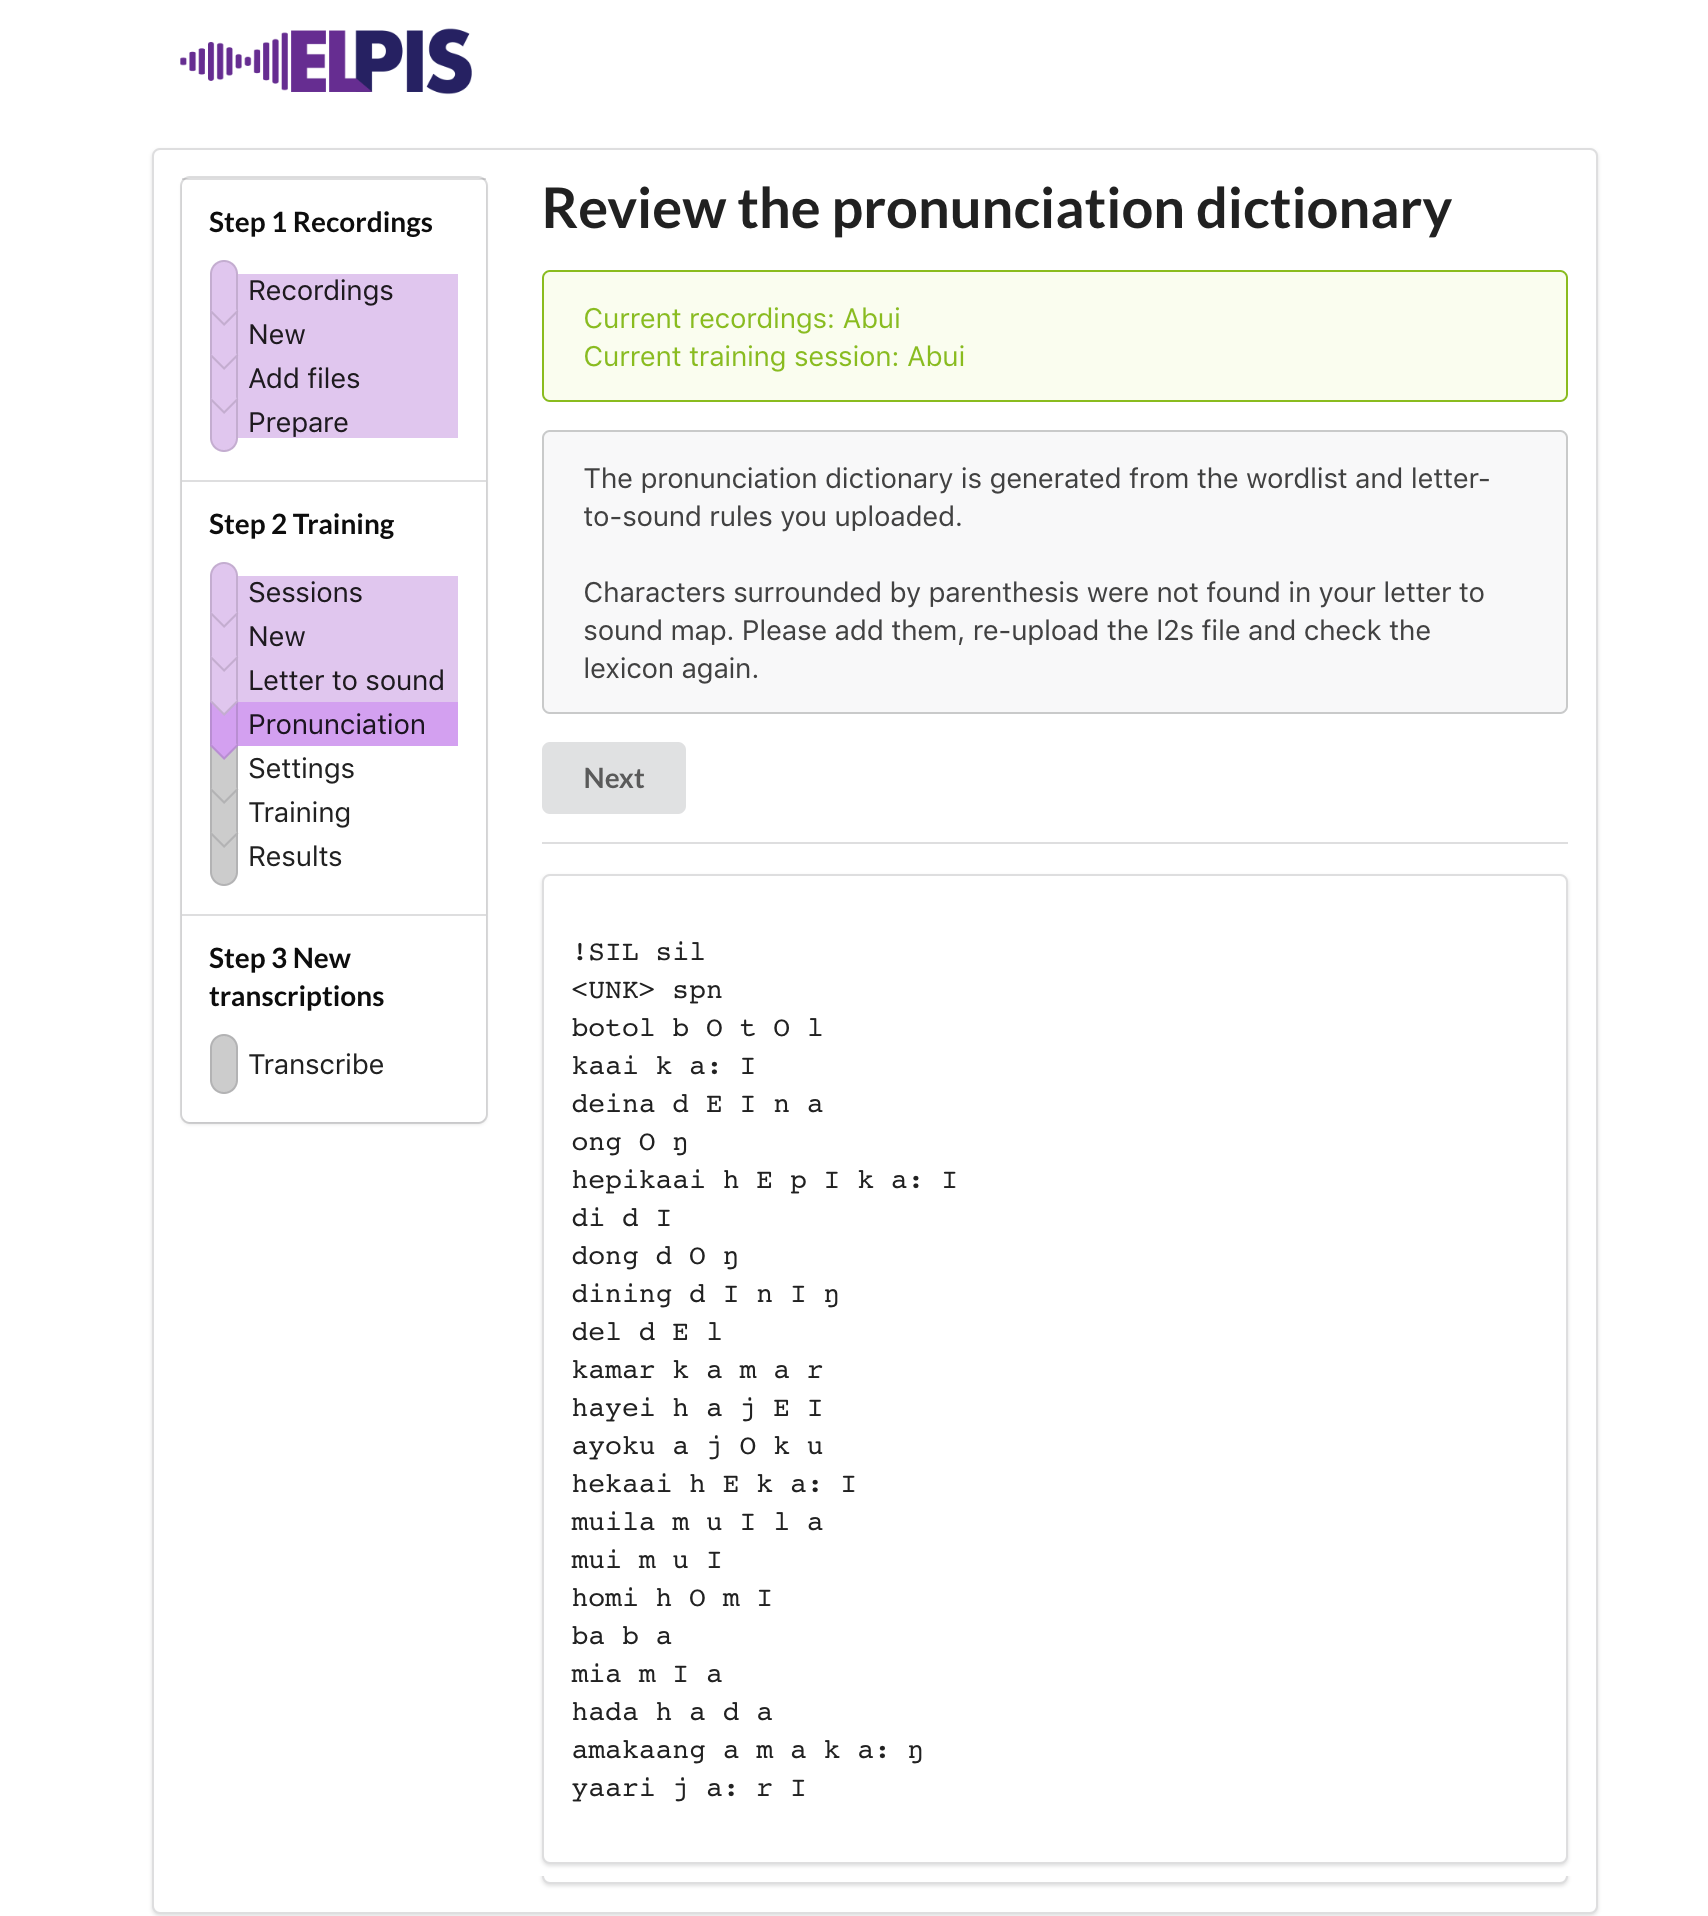 ELPIS
Step 1 Recordings
Recordings
New
Add files
Prepare
Step 2 Training
Sessions
New
Letter to sound
Pronunciation
Settings
Training
Results
Step 3 New
transcriptions
Transcribe
Review the pronunciation dictionary
Current recordings: Abui
Current training session: Abui
The pronunciation dictionary is generated from the wordlist and letter-
to-sound rules you uploaded.
Characters surrounded by parenthesis were not found in your letter to
sound map. Please add them, re-upload the l2s file and check the
lexicon again.
Next
!SIL sil
<UNK> spn
botol b O t O l
kaai k a: I
deina d E I n a
ong O ŋ
hepikaai h E p I k a: I
di d I
dong d O ŋ
dining d I n I ŋ
del d E l
kamar k a m a r
hayei h a j E I
ayoku a j O k u
hekaai h E k a: I
muila m u I l a
mui m u I
homi h O m I
ba b a
mia m I a
hada h a d a
amakaang a m a k a: ŋ
yaari j a: r I